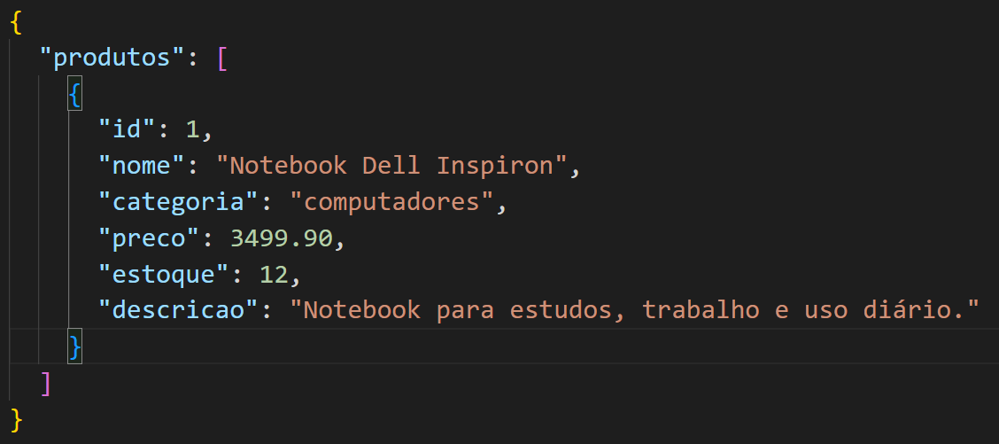 {
"produtos": [
{
"id": 1,
"nome": "Notebook Dell Inspiron",
"categoria": "computadores",
"preco": 3499.90,
"estoque": 12,
"descricao": "Notebook para estudos, trabalho e uso diário."
}
]
}